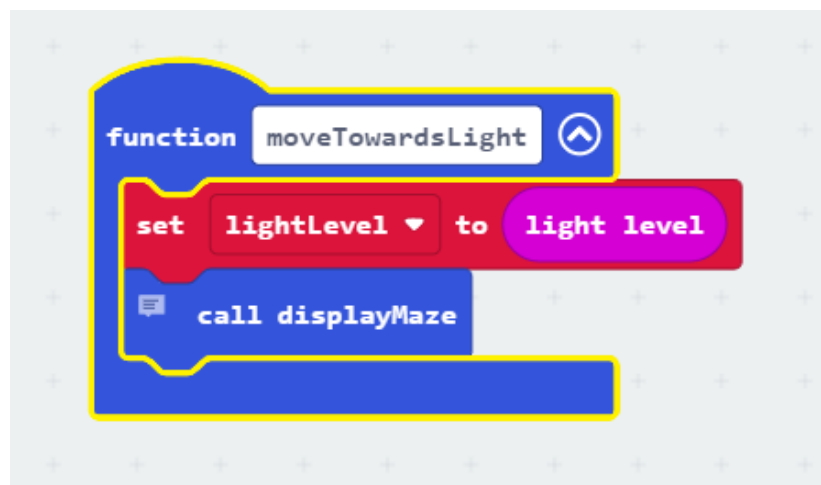 function moveTowardsLight
set lightLevel to light level
call displayMaze